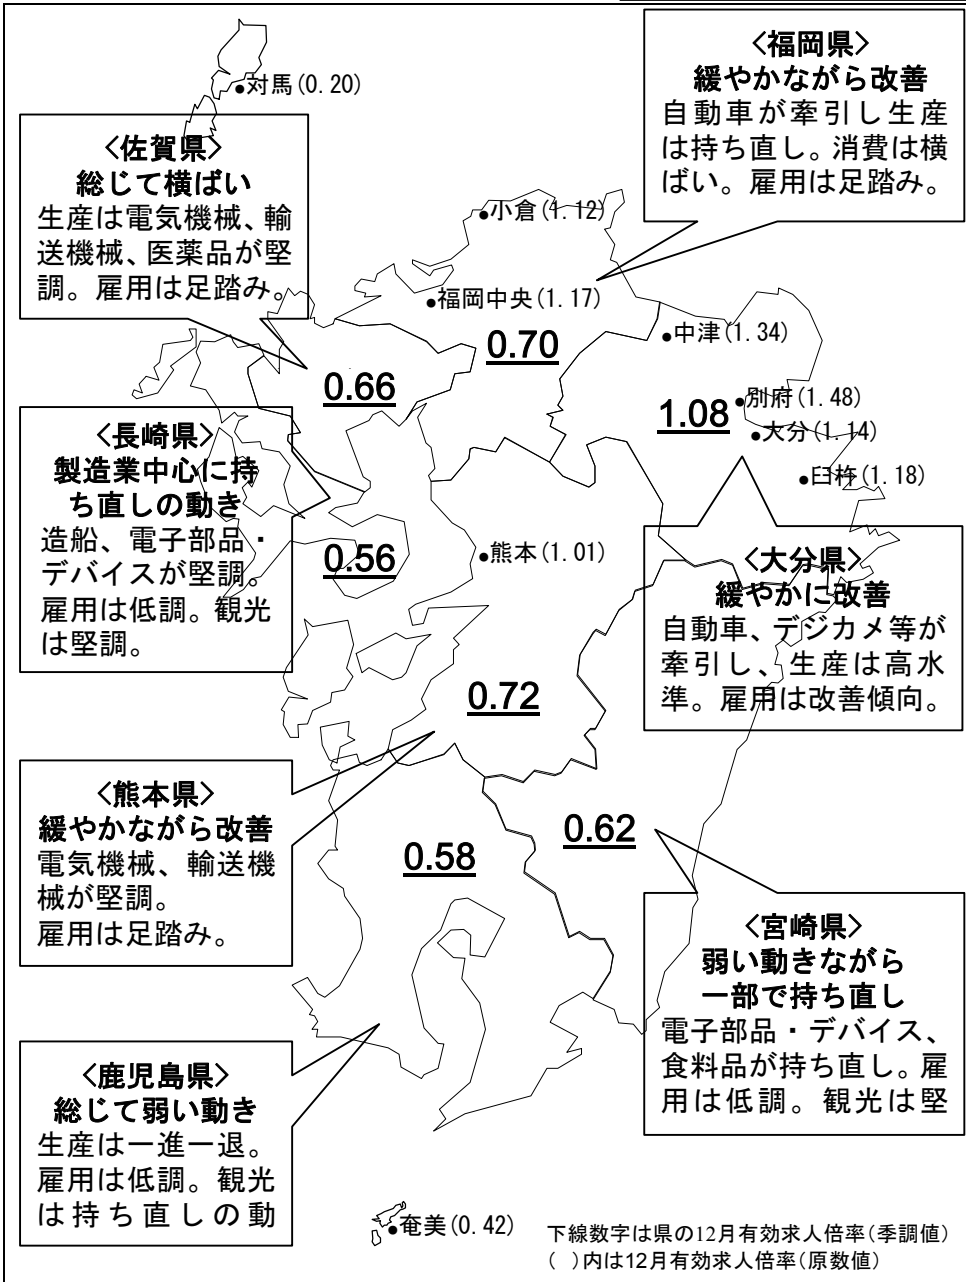 対馬(0.20)
<福岡県>
緩やかながら改善
自動車が牽引し生産
は持ち直し。消費は横
ばい。雇用は足踏み。
<佐賀県>
総じて横ばい
生産は電気機械、輸
送機械、医薬品が堅
調。雇用は足踏み。
小倉(1.12)
福岡中央(1.17)
0.70
中津(1.34)
0.66
別府(1.48)
1.08
大分(1.14)
臼杵(1.18)
<長崎県>
製造業中心に持
ち直しの動き
造船、電子部品・
デバイスが堅調。
雇用は低調。観光
は堅調。
0.56
熊本(1.01)
<大分県>
緩やかに改善
自動車、デジカメ等が
牽引し、生産は高水
準。雇用は改善傾向。
0.72
<熊本県>
緩やかながら改善
電気機械、輸送機
械が堅調。
雇用は足踏み。
0.58
0.62
<宮崎県>
弱い動きながら
一部で持ち直し
電子部品・デバイス、
食料品が持ち直し。雇
用は低調。観光は堅
<鹿児島県>
総じて弱い動き
生産は一進一退。
雇用は低調。観光
は持ち直しの動
奄美(0.42)
下線数字は県の12月有効求人倍率(季調値)
( )内は12月有効求人倍率(原数値)